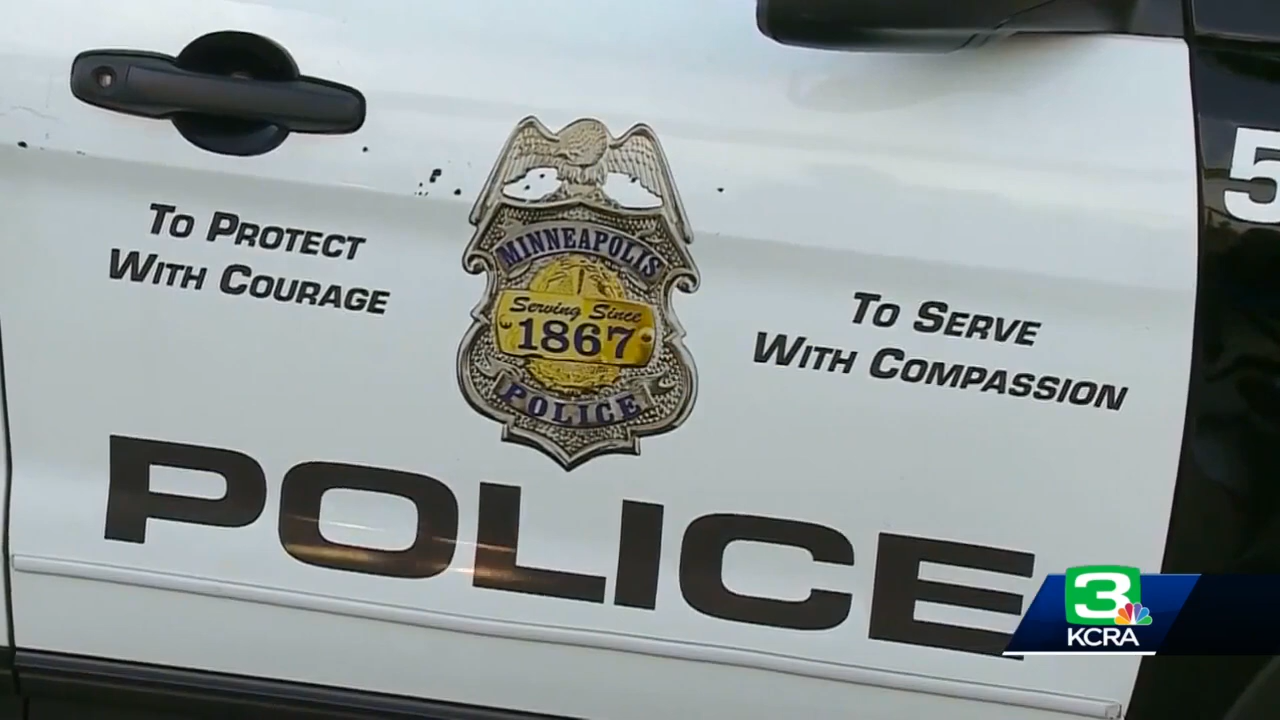 To Protect
With Courage
MINNEAPOLIS
Serving Since
1867
POLICE
To Serve
With Compassion
POLICE
5
3
KCRA